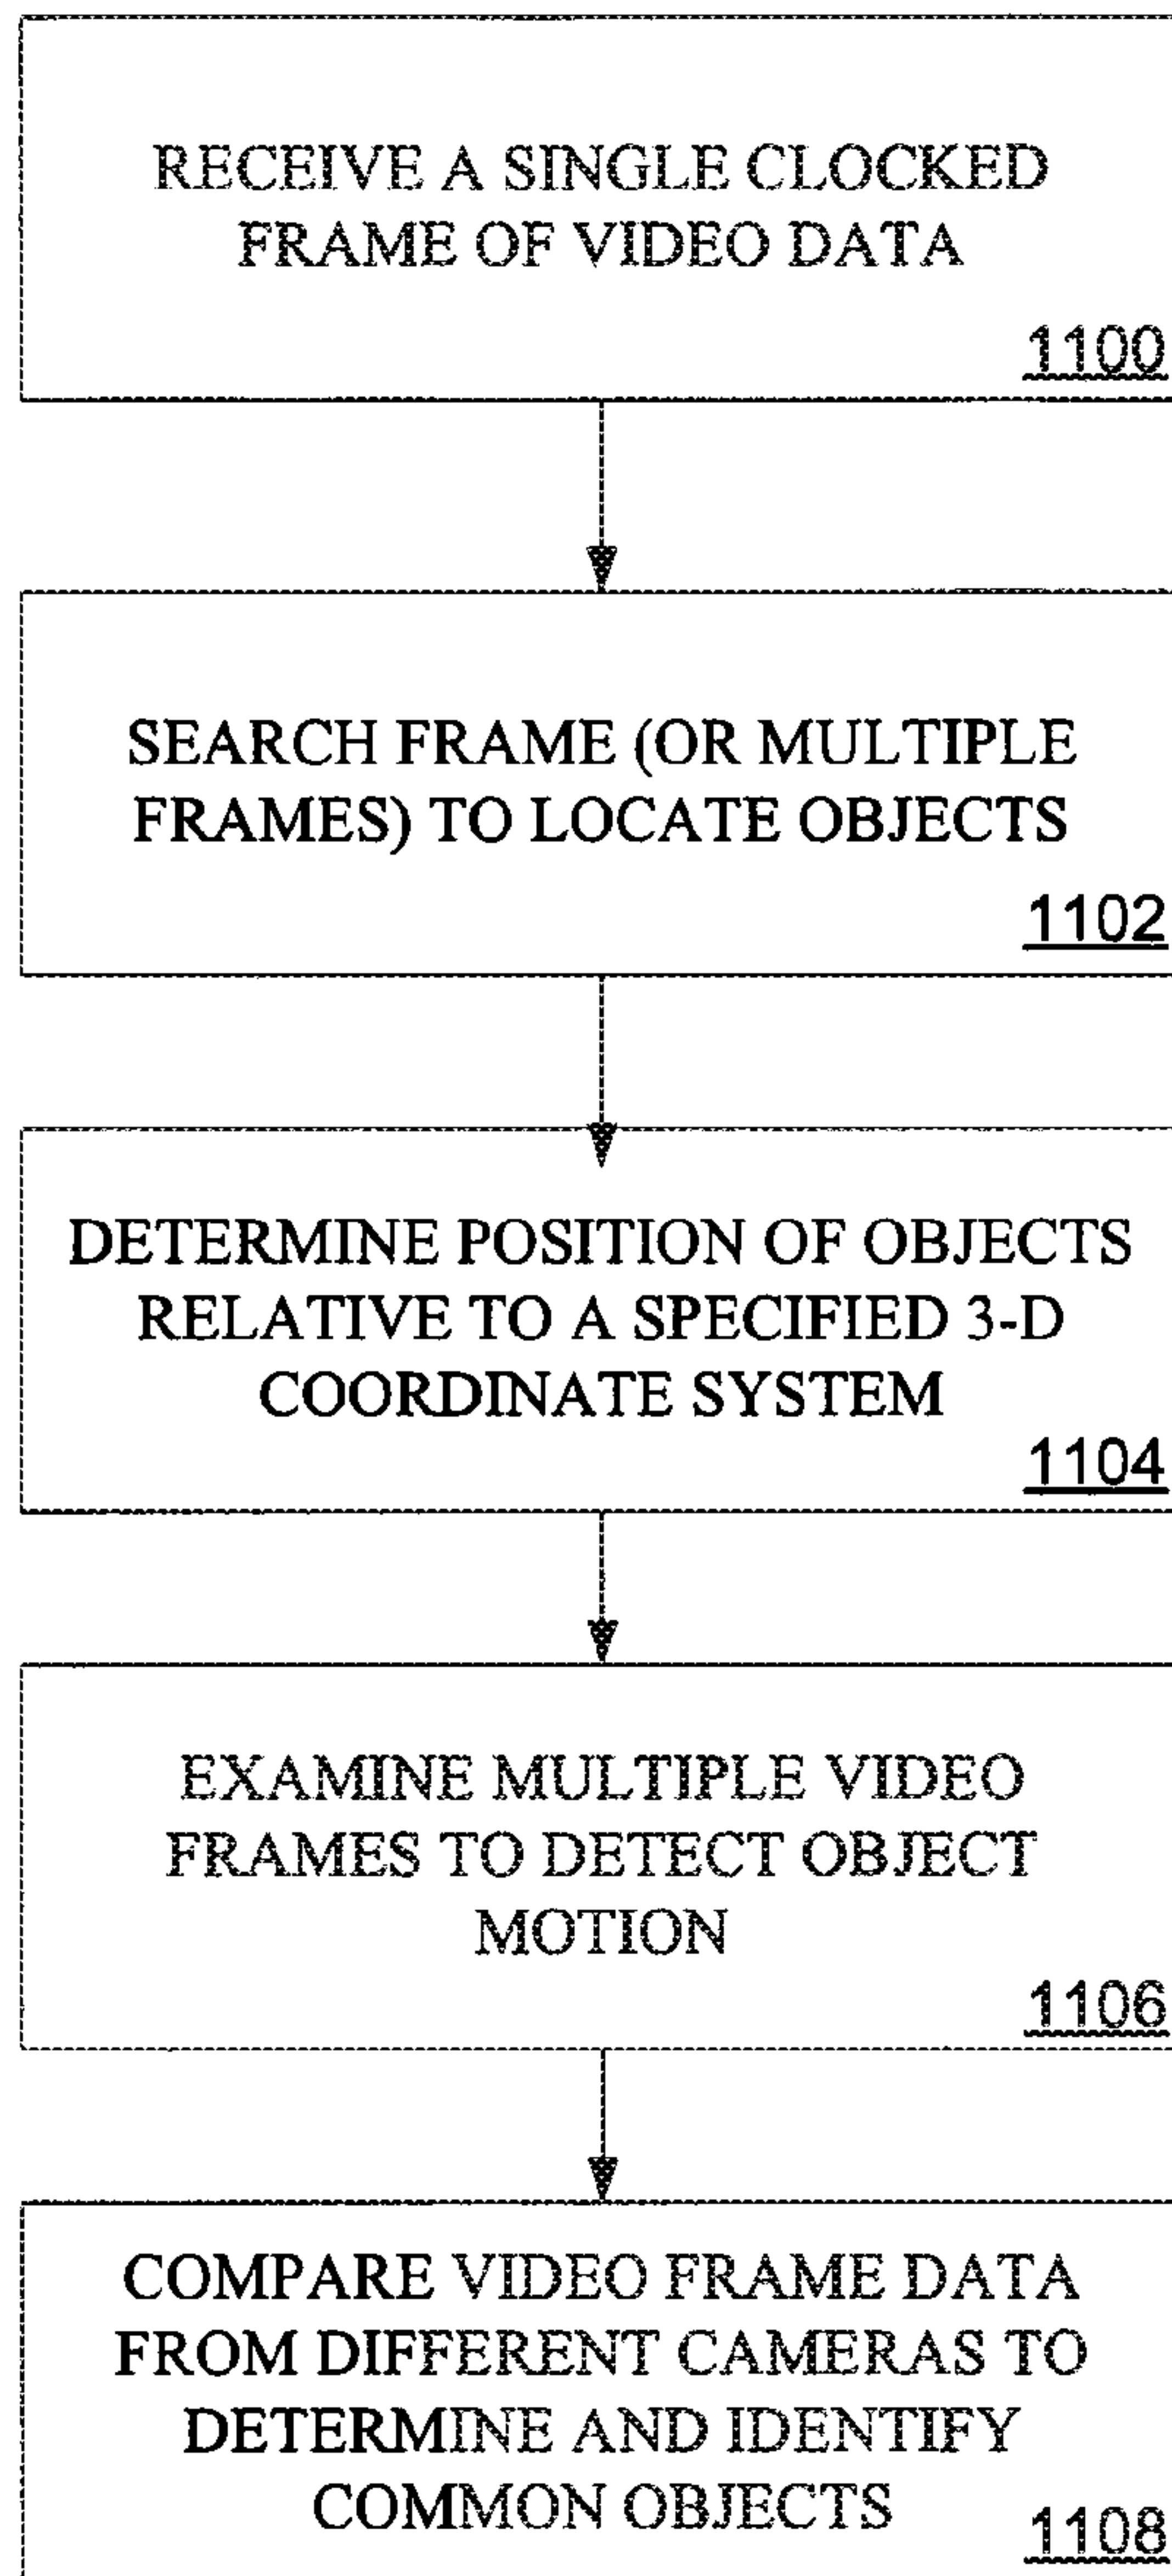 RECEIVE A SINGLE CLOCKED
FRAME OF VIDEO DATA
1100
SEARCH FRAME (OR MULTIPLE
FRAMES) TO LOCATE OBJECTS
1102
DETERMINE POSITION OF OBJECTS
RELATIVE TO A SPECIFIED 3-D
COORDINATE SYSTEM
1104
EXAMINE MULTIPLE VIDEO
FRAMES TO DETECT OBJECT
MOTION
1106
COMPARE VIDEO FRAME DATA
FROM DIFFERENT CAMERAS TO
DETERMINE AND IDENTIFY
COMMON OBJECTS
1108